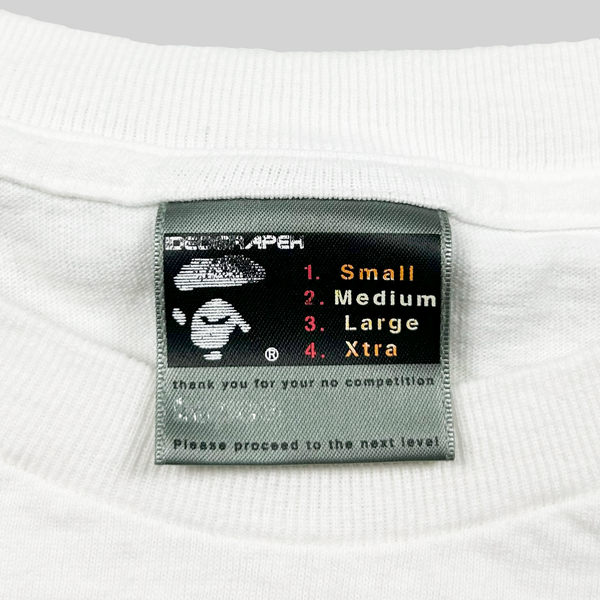 1. Small
2. Medium
3. Large
4. Xtra
®
thank you for your no competition
Please proceed to the next level